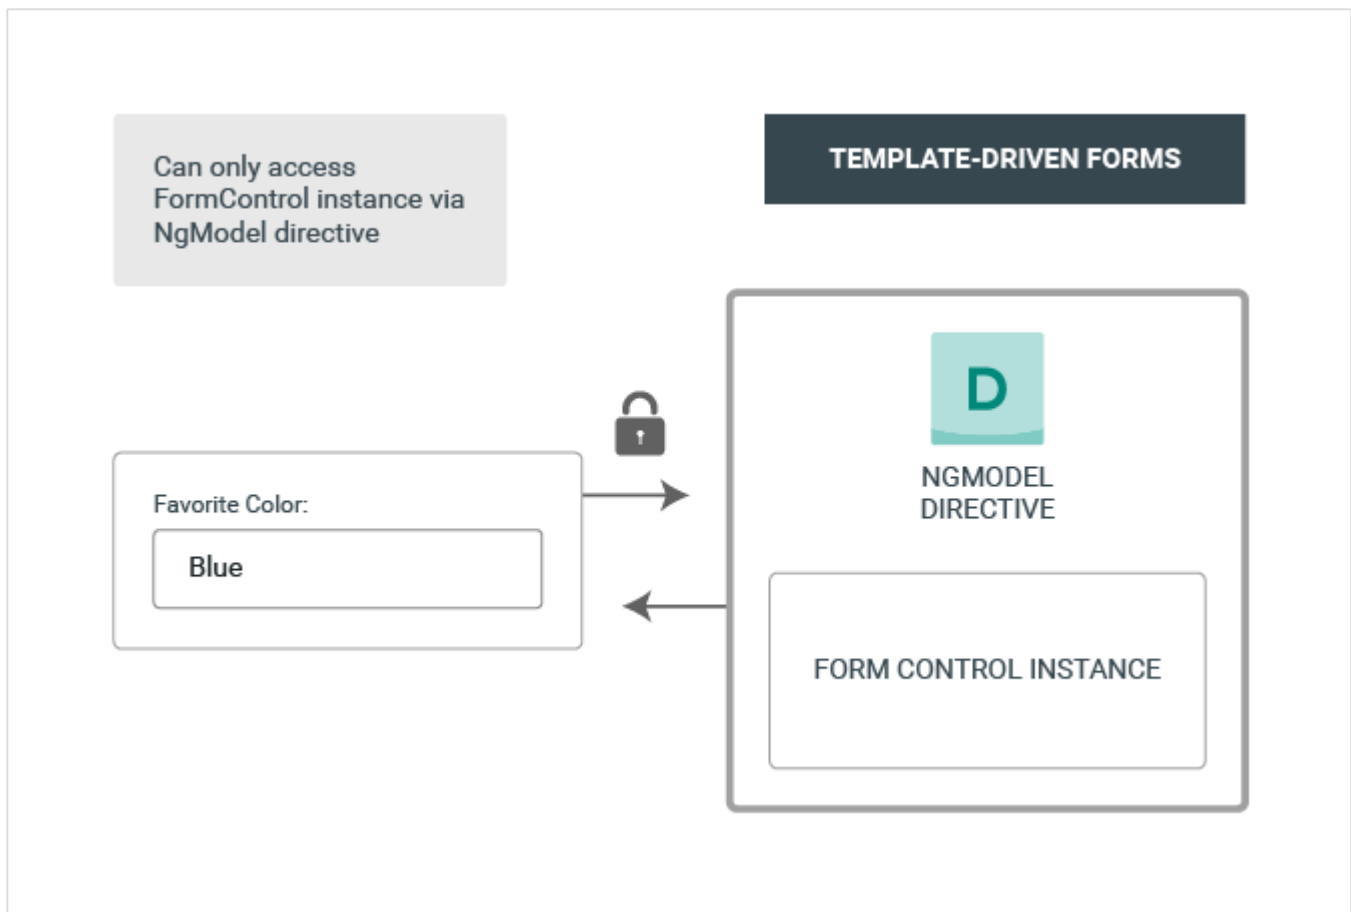 Can only access
FormControl instance via
NgModel directive
TEMPLATE-DRIVEN FORMS
D
NGMODEL
DIRECTIVE
Favorite Color:
Blue
FORM CONTROL INSTANCE